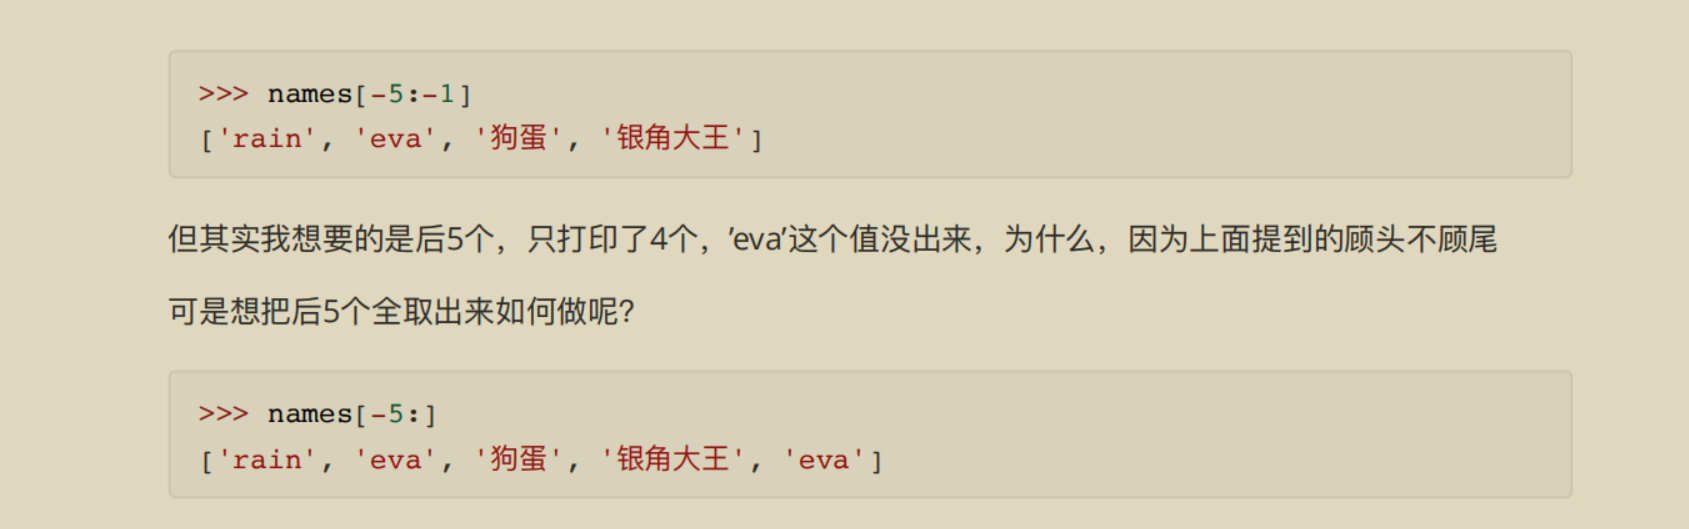 >>> names[-5:-1]
['rain', 'eva', '狗蛋', '银角大王']
但其实我想要的是后5个，只打印了4个，'eva'这个值没出来，为什么，因为上面提到的顾头不顾尾
可是想把后5个全取出来如何做呢？
>>> names[-5:]
['rain', 'eva', '狗蛋', '银角大王', 'eva']